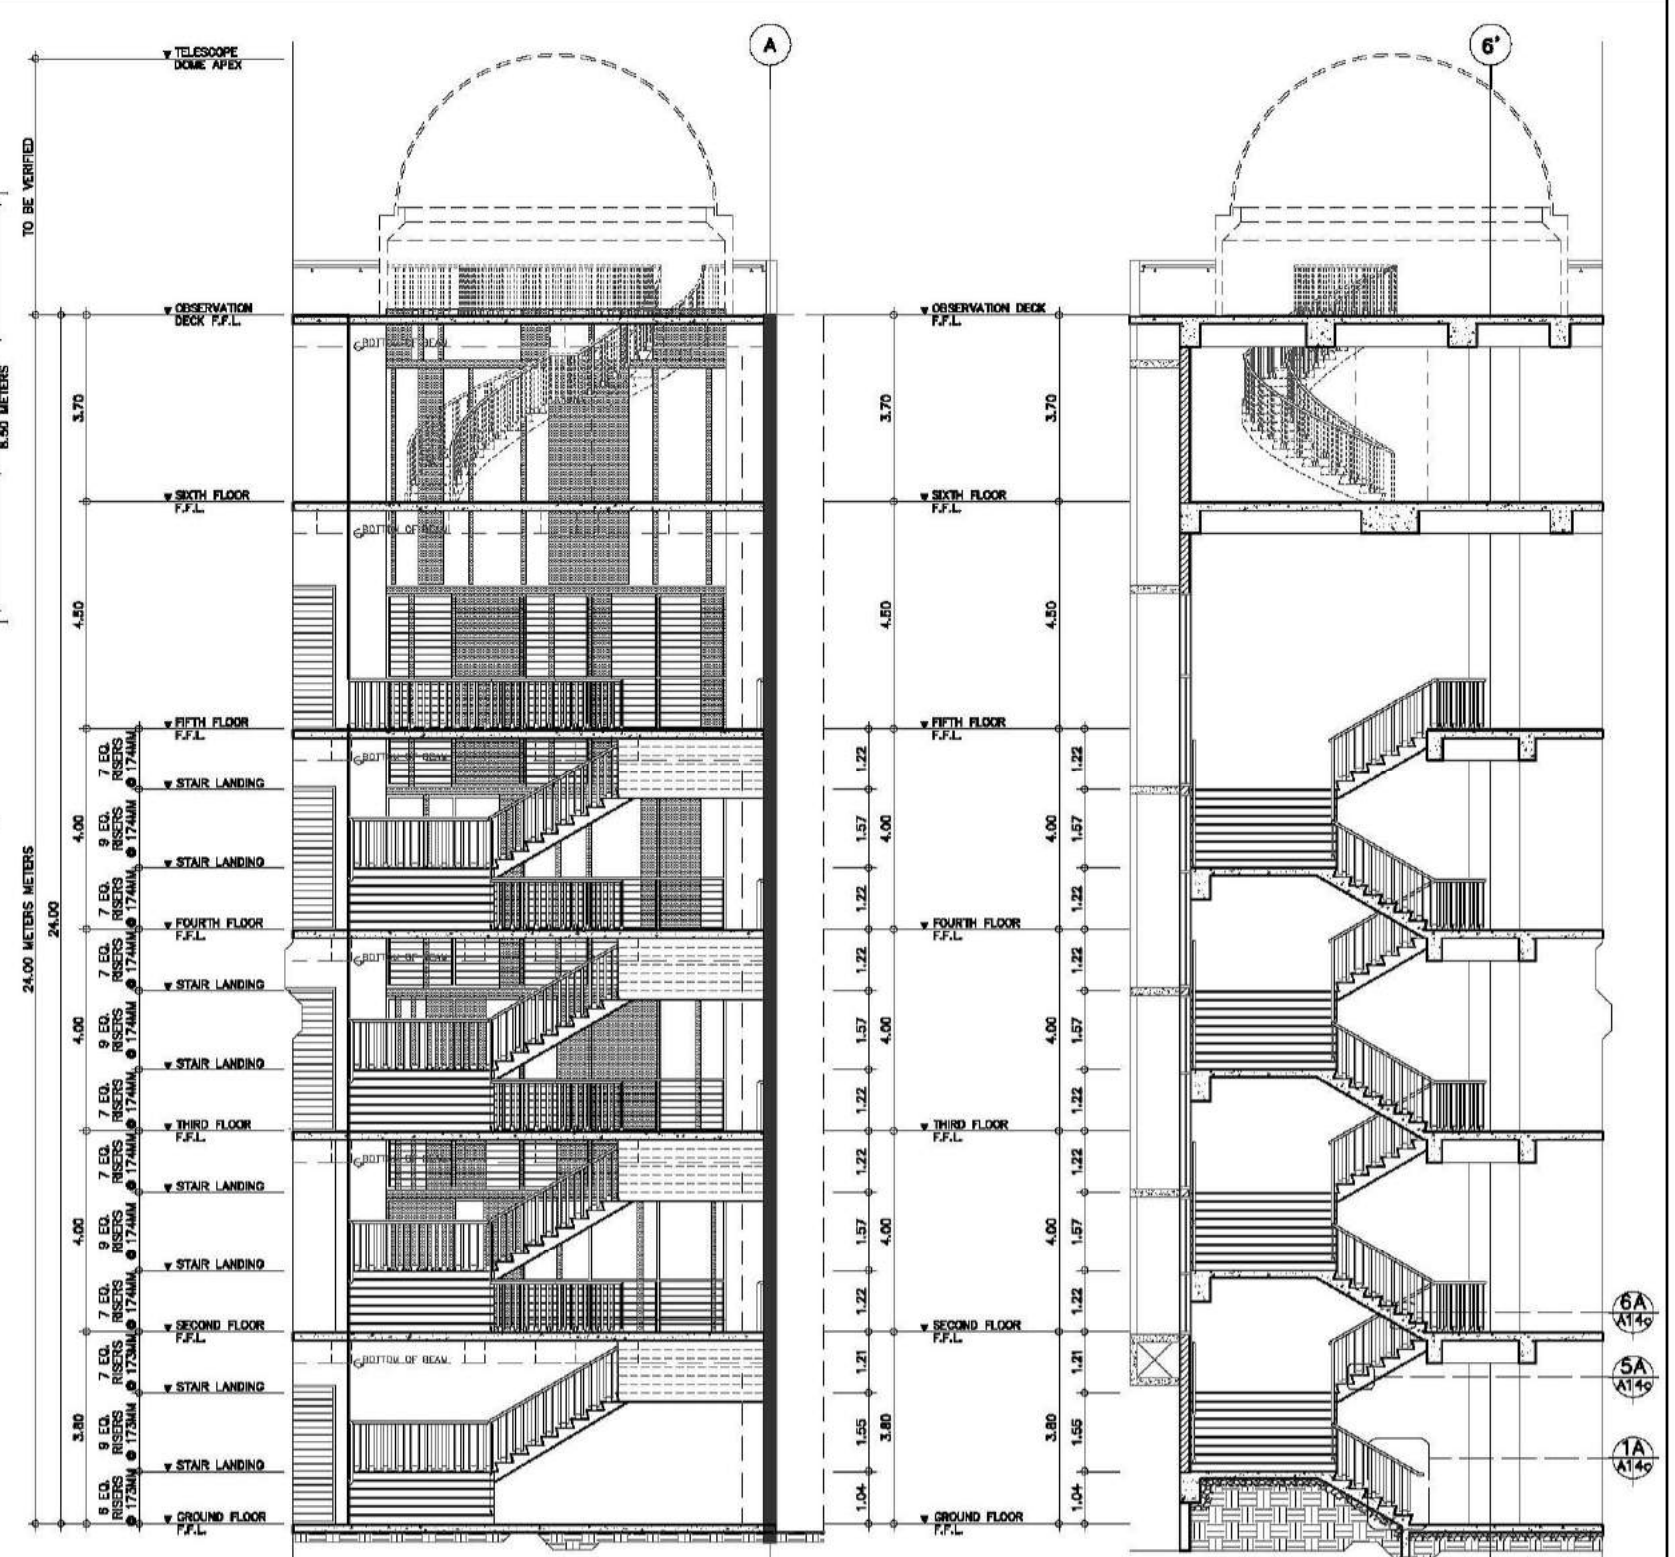 TELESCOPE
DOME APEX
A
6'
TO BE VERIFIED
OBSERVATION
DECK F.F.L.
OBSERVATION DECK
F.F.L.
BOTTOM OF BEAM
8.50 METERS
3.70
3.70
3.70
SIXTH FLOOR
F.F.L.
SIXTH FLOOR
F.F.L.
BOTTOM OF BEAM
4.50
4.50
4.50
FIFTH FLOOR
F.F.L.
FIFTH FLOOR
F.F.L.
7 EQ.
RISERS
@ 174MM
BOTTOM OF BEAM
1.22
1.22
STAIR LANDING
4.00
9 EQ.
RISERS
@ 174MM
1.57
4.00
4.00
1.57
STAIR LANDING
7 EQ.
RISERS
@ 174MM
1.22
1.22
24.00 METERS METERS
24.00
FOURTH FLOOR
F.F.L.
FOURTH FLOOR
F.F.L.
7 EQ.
RISERS
@ 174MM
BOTTOM OF BEAM
1.22
1.22
STAIR LANDING
4.00
9 EQ.
RISERS
@ 174MM
1.57
4.00
4.00
1.57
STAIR LANDING
7 EQ.
RISERS
@ 174MM
1.22
1.22
THIRD FLOOR
F.F.L.
THIRD FLOOR
F.F.L.
7 EQ.
RISERS
@ 174MM
BOTTOM OF BEAM
1.22
1.22
STAIR LANDING
4.00
9 EQ.
RISERS
@ 174MM
1.57
4.00
4.00
1.57
STAIR LANDING
7 EQ.
RISERS
@ 174MM
1.22
1.22
6A
A14c
SECOND FLOOR
F.F.L.
SECOND FLOOR
F.F.L.
7 EQ.
RISERS
@ 173MM
BOTTOM OF BEAM
1.21
1.21
5A
A14c
STAIR LANDING
3.80
9 EQ.
RISERS
@ 173MM
1.55
3.80
3.80
1.55
1A
A14c
STAIR LANDING
6 EQ.
RISERS
@ 173MM
1.04
1.04
GROUND FLOOR
F.F.L.
GROUND FLOOR
F.F.L.